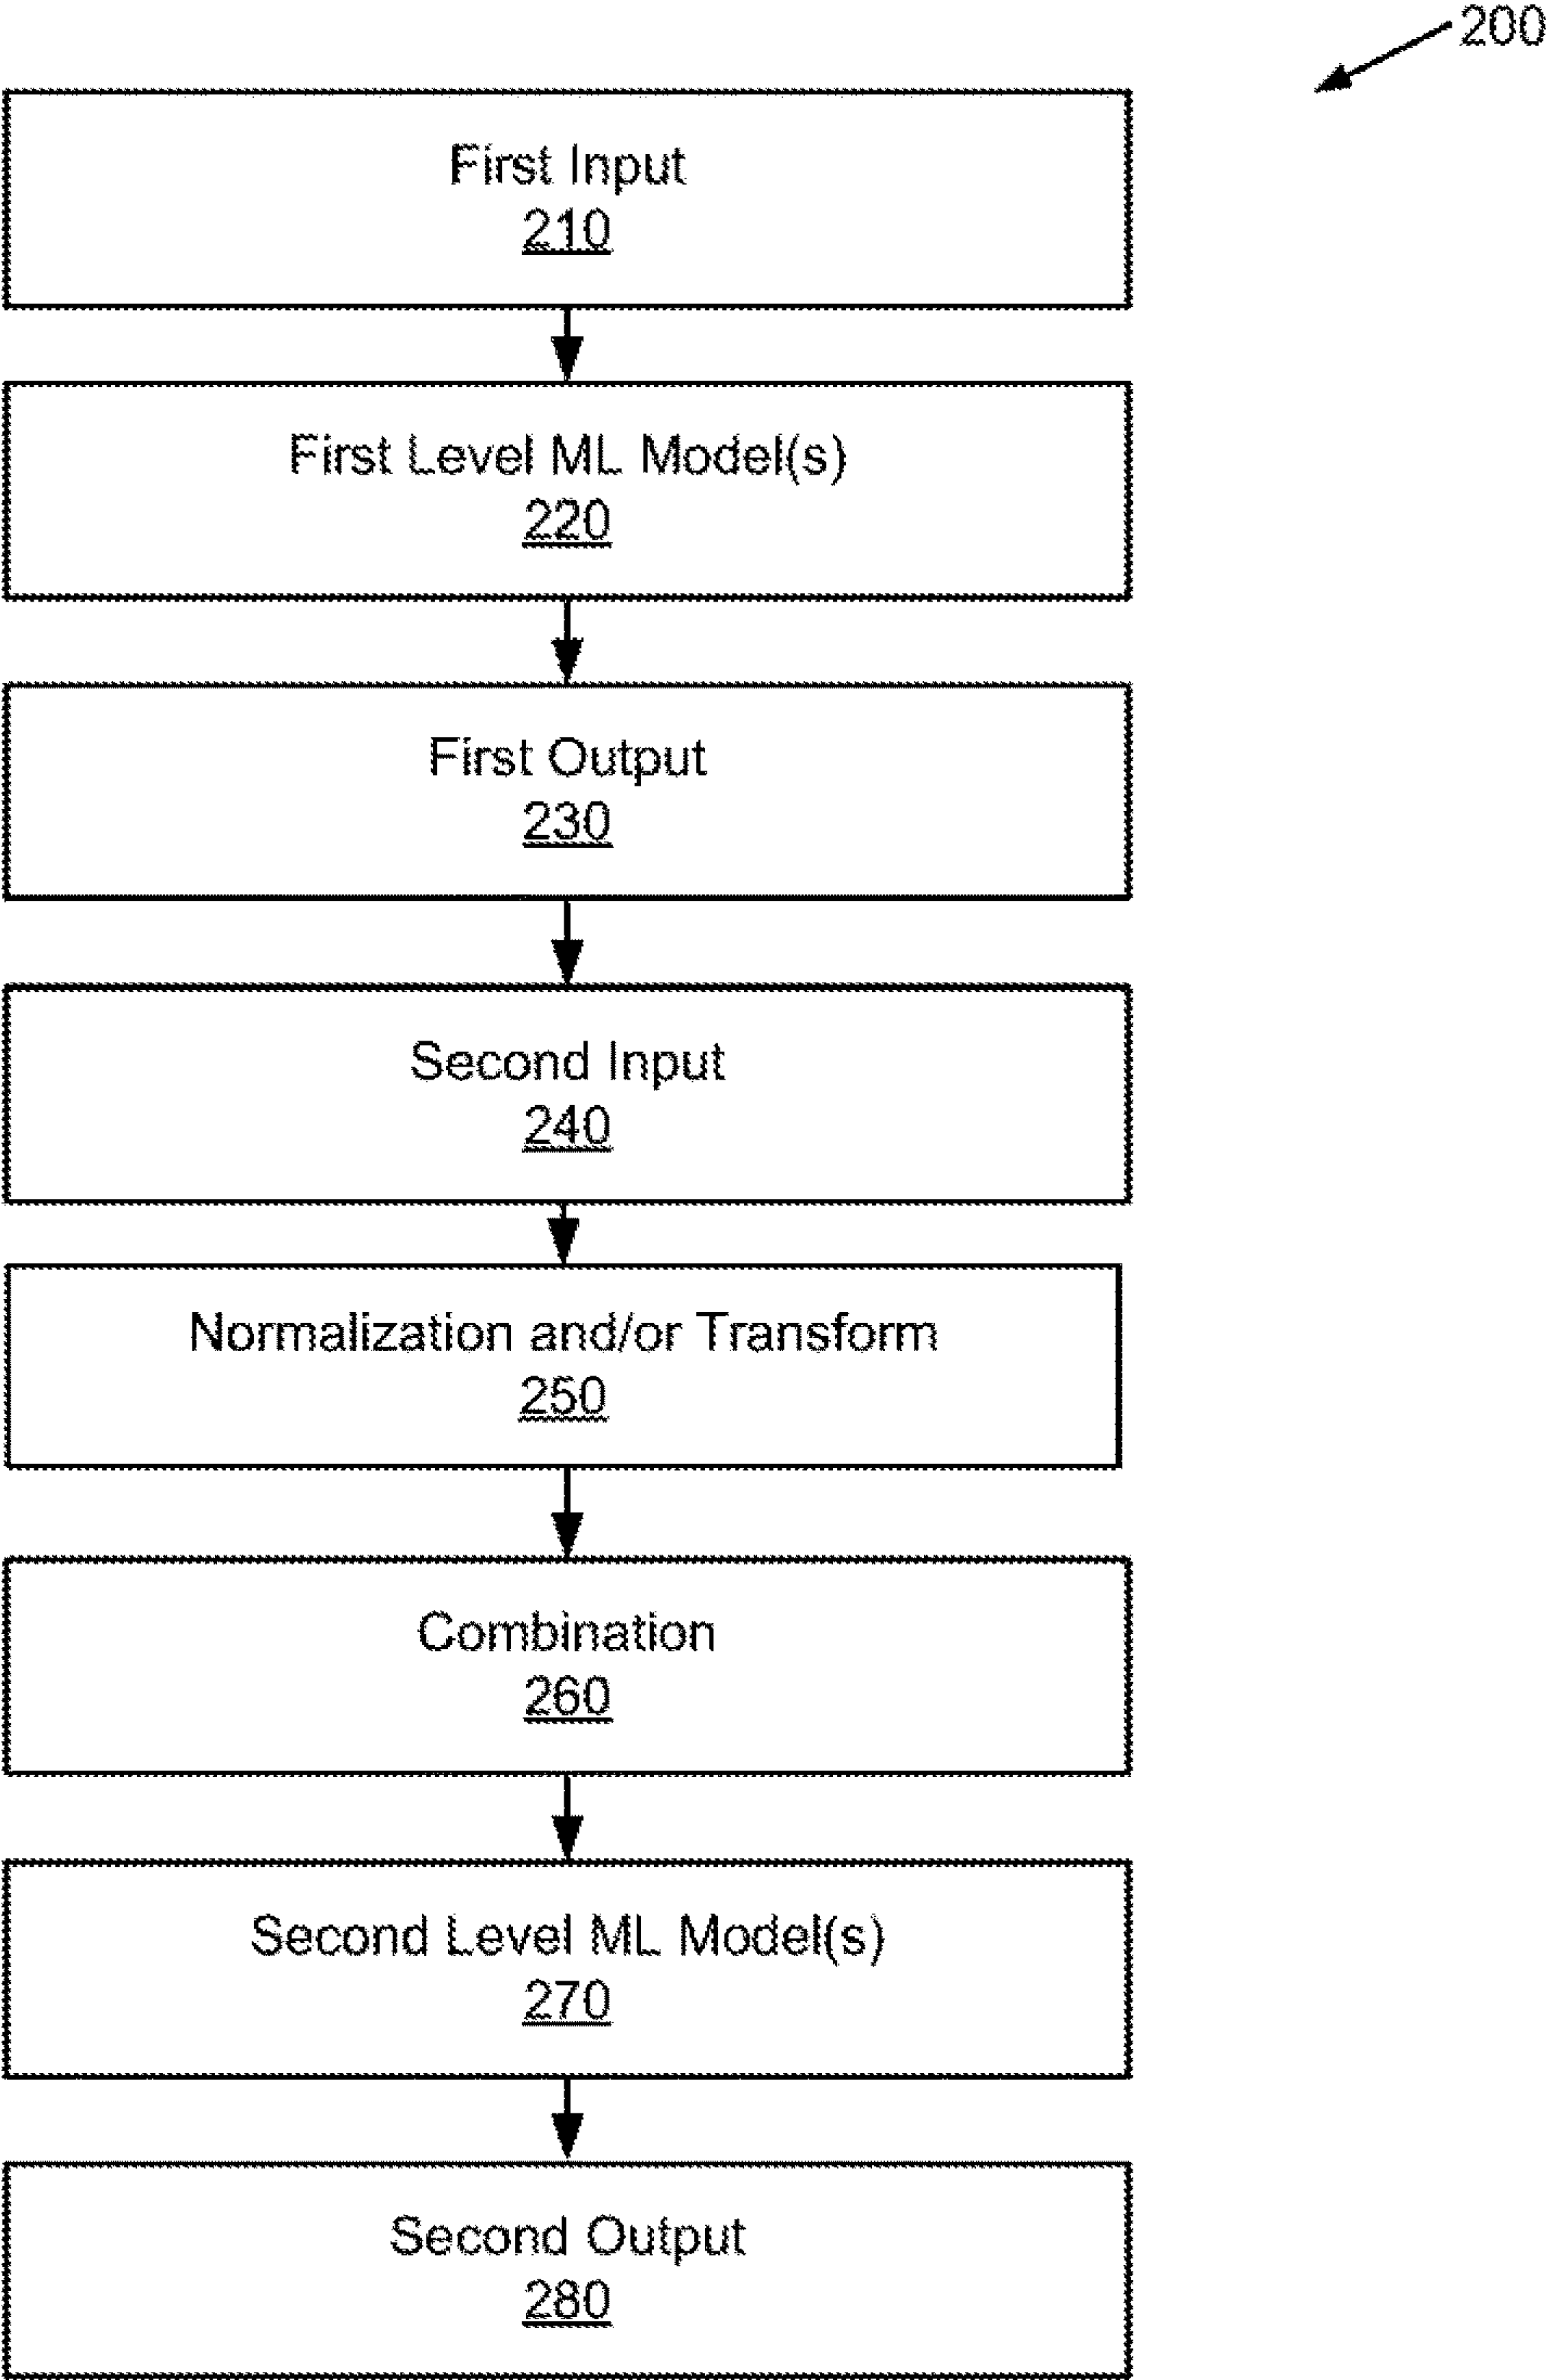 200
First Input
210
First Level ML Model(s)
220
First Output
230
Second Input
240
Normalization and/or Transform
250
Combination
260
Second Level ML Model(s)
270
Second Output
280